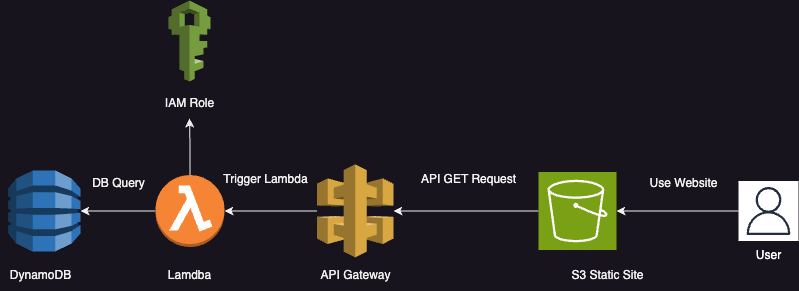 IAM Role
DB Query
Trigger Lambda
API GET Request
Use Website
DynamoDB
Lamdba
API Gateway
S3 Static Site
User